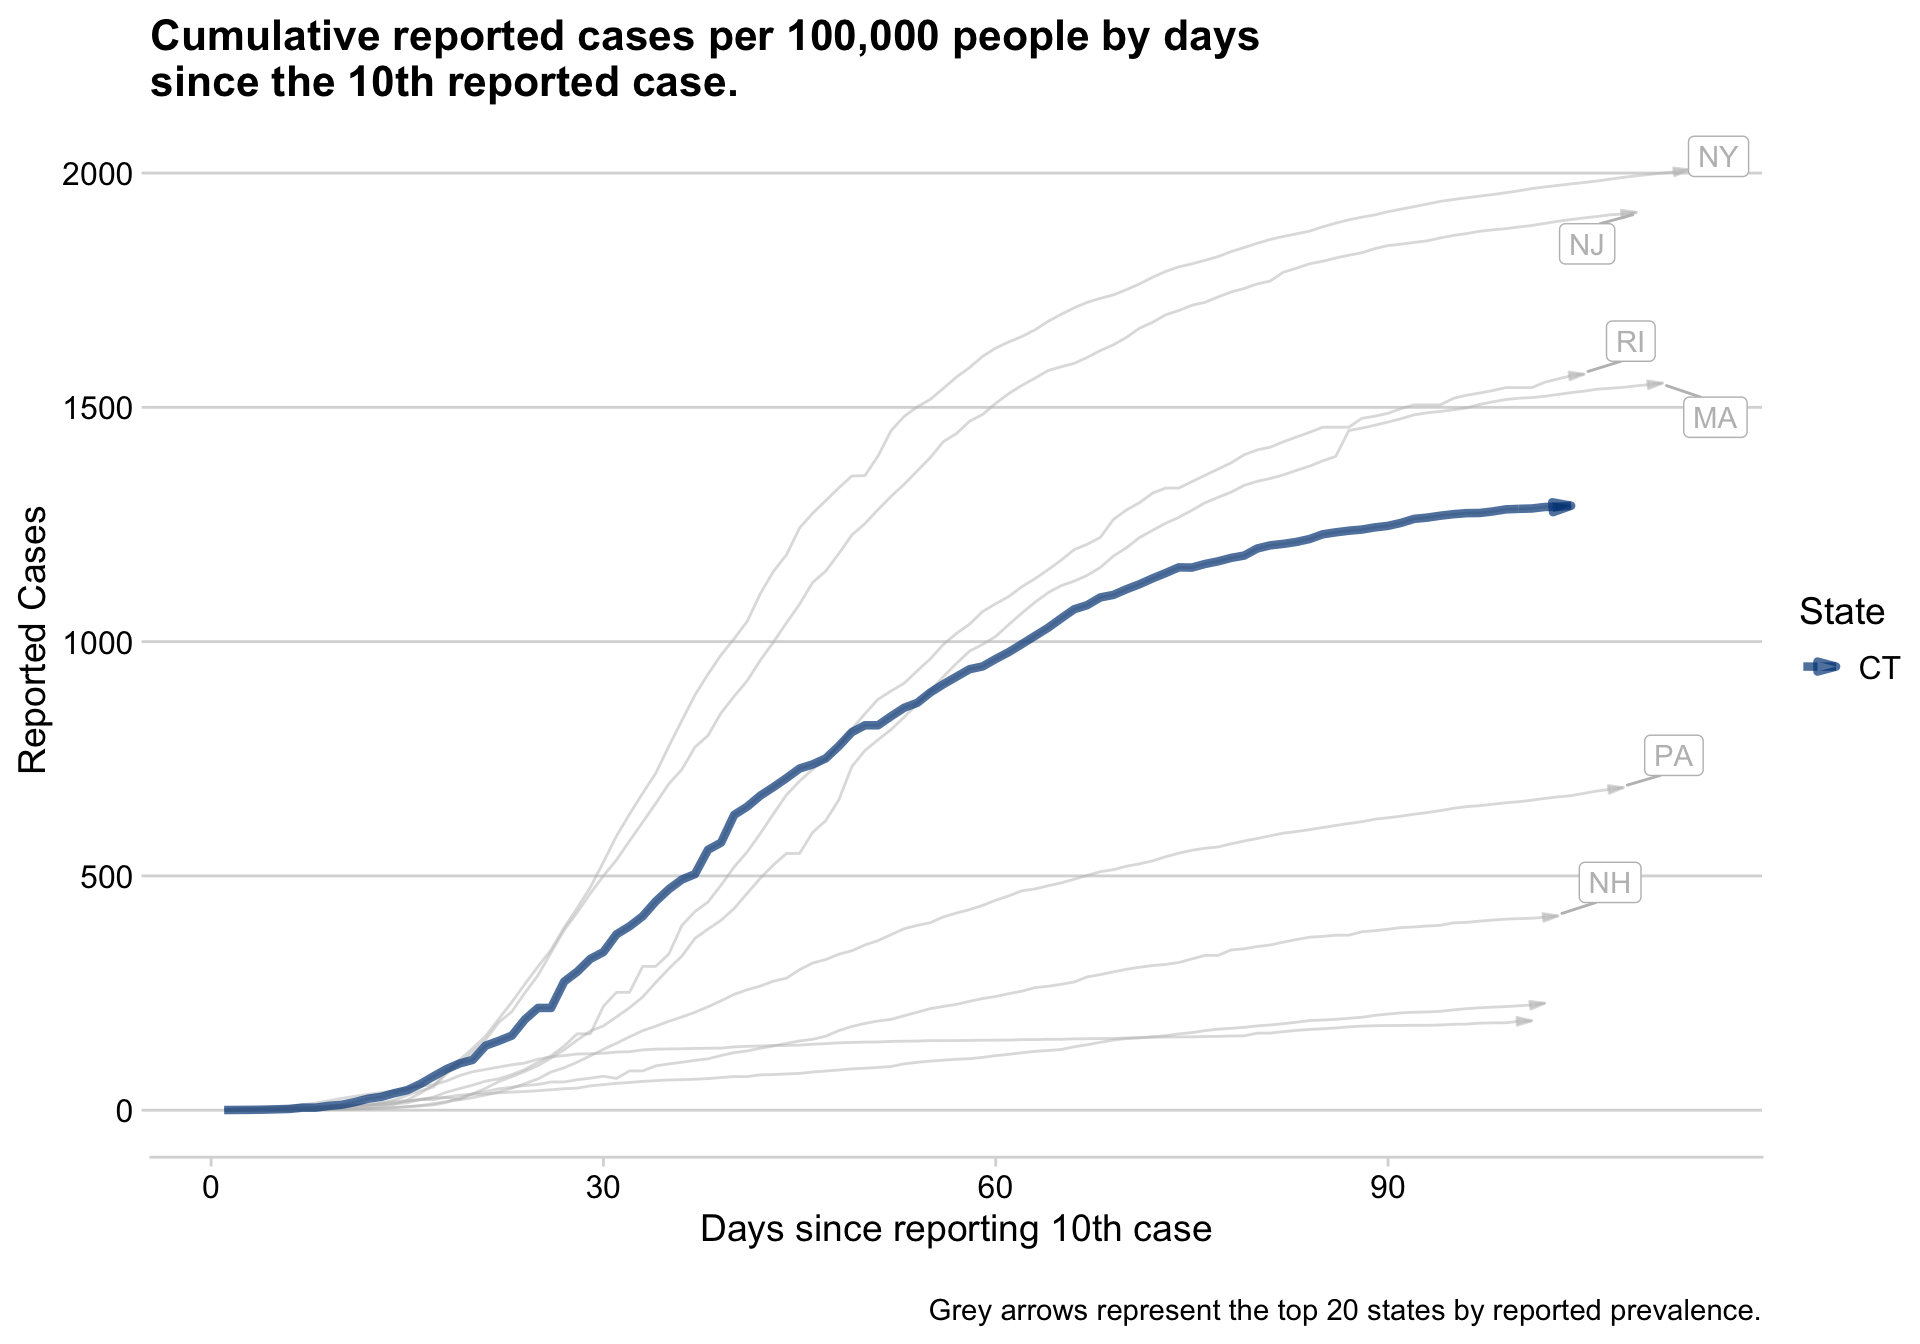 Cumulative reported cases per 100,000 people by days
since the 10th reported case.
2000
1500
1000
500
0
Reported Cases
NY
NJ
RI
MA
PA
NH
State
CT
0
30
60
90
Days since reporting 10th case
Grey arrows represent the top 20 states by reported prevalence.